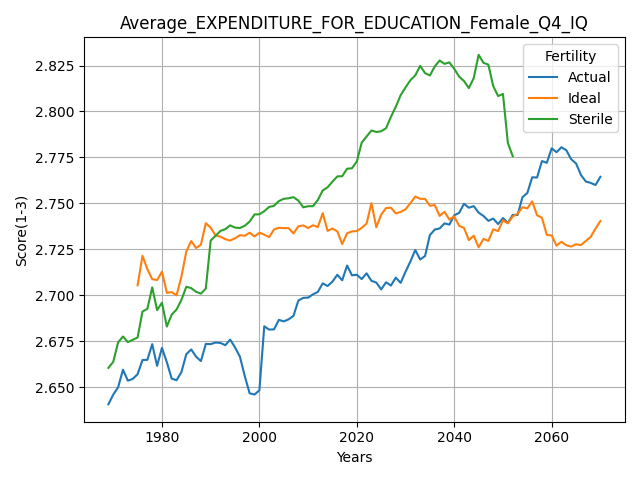 Average_EXPENDITURE_FOR_EDUCATION_Female_Q4_IQ
Score(1-3)
2.825
2.800
2.775
2.750
2.725
2.700
2.675
2.650
Fertility
Actual
Ideal
Sterile
1980
2000
2020
2040
2060
Years